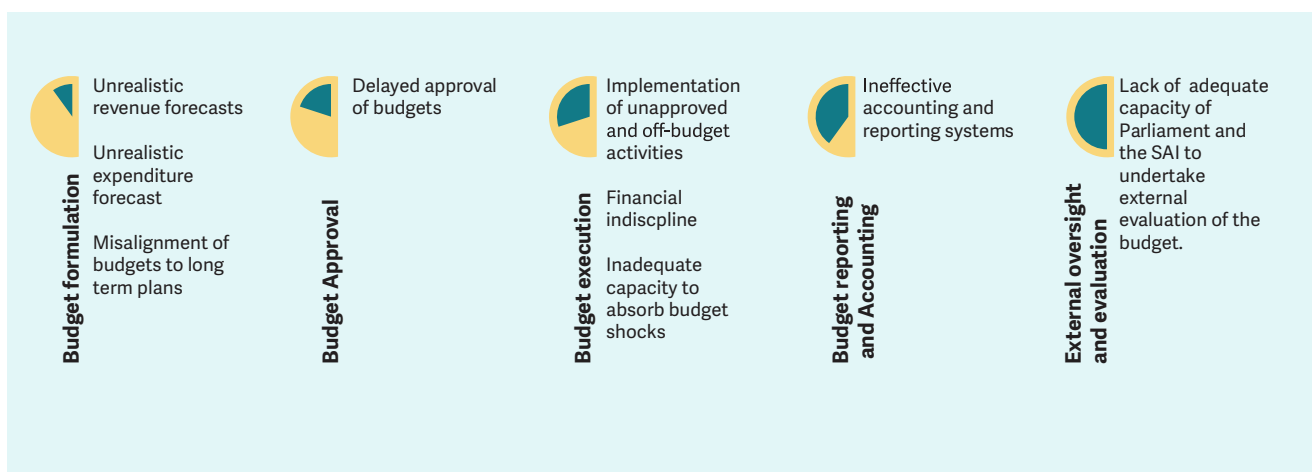 Budget formulation
Unrealistic
revenue forecasts
Unrealistic
expenditure
forecast
Misalignment of
budgets to long
term plans
Budget Approval
Delayed approval
of budgets
Budget execution
Implementation
of unapproved
and off-budget
activities
Financial
indiscpline
Inadequate
capacity to
absorb budget
shocks
Budget reporting
and Accounting
Ineffective
accounting and
reporting systems
External oversight
and evaluation
Lack of adequate
capacity of
Parliament and
the SAI to
undertake
external
evaluation of the
budget.